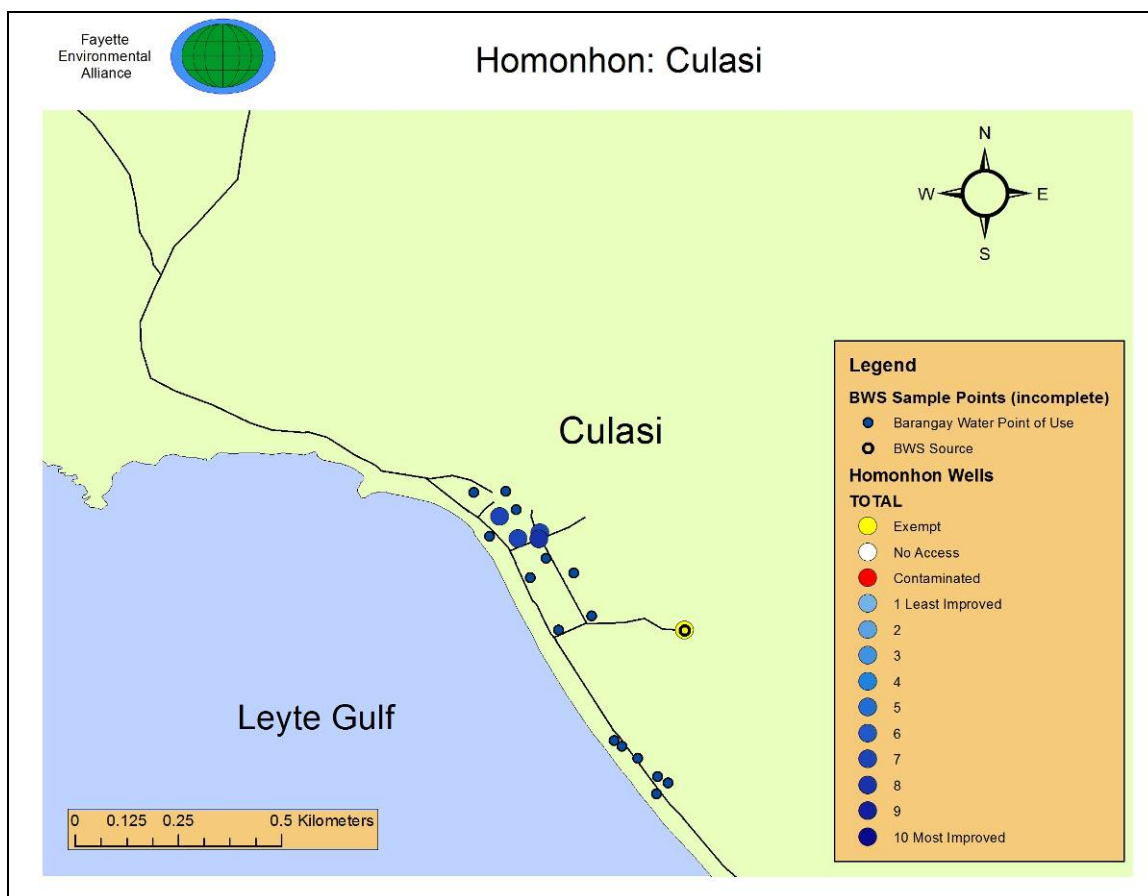 Fayette
Environmental
Alliance
Homonhon: Culasi
N
W
E
S
Culasi
Leyte Gulf
0 0.125 0.25 0.5 Kilometers
Legend
BWS Sample Points (incomplete)
Barangay Water Point of Use
BWS Source
Homonhon Wells
TOTAL
Exempt
No Access
Contaminated
1 Least Improved
2
3
4
5
6
7
8
9
10 Most Improved